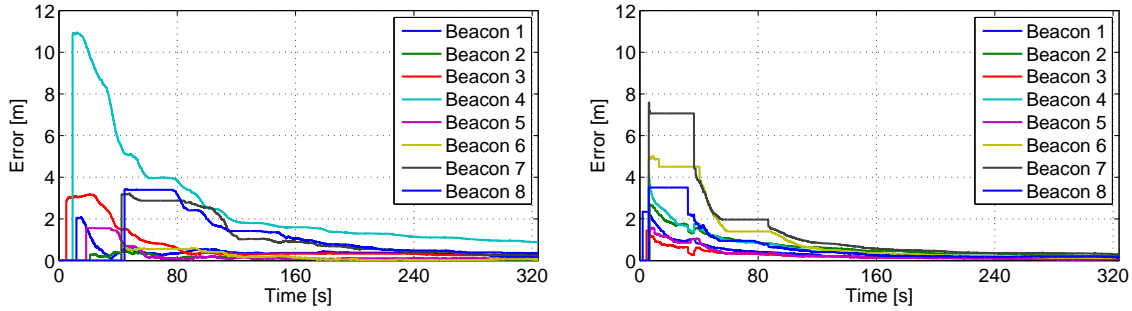 12
10
8
6
4
2
0
Error [m]
0
80
160
240
320
Time [s]
Beacon 1
Beacon 2
Beacon 3
Beacon 4
Beacon 5
Beacon 6
Beacon 7
Beacon 8
12
10
8
6
4
2
0
Error [m]
0
80
160
240
320
Time [s]
Beacon 1
Beacon 2
Beacon 3
Beacon 4
Beacon 5
Beacon 6
Beacon 7
Beacon 8